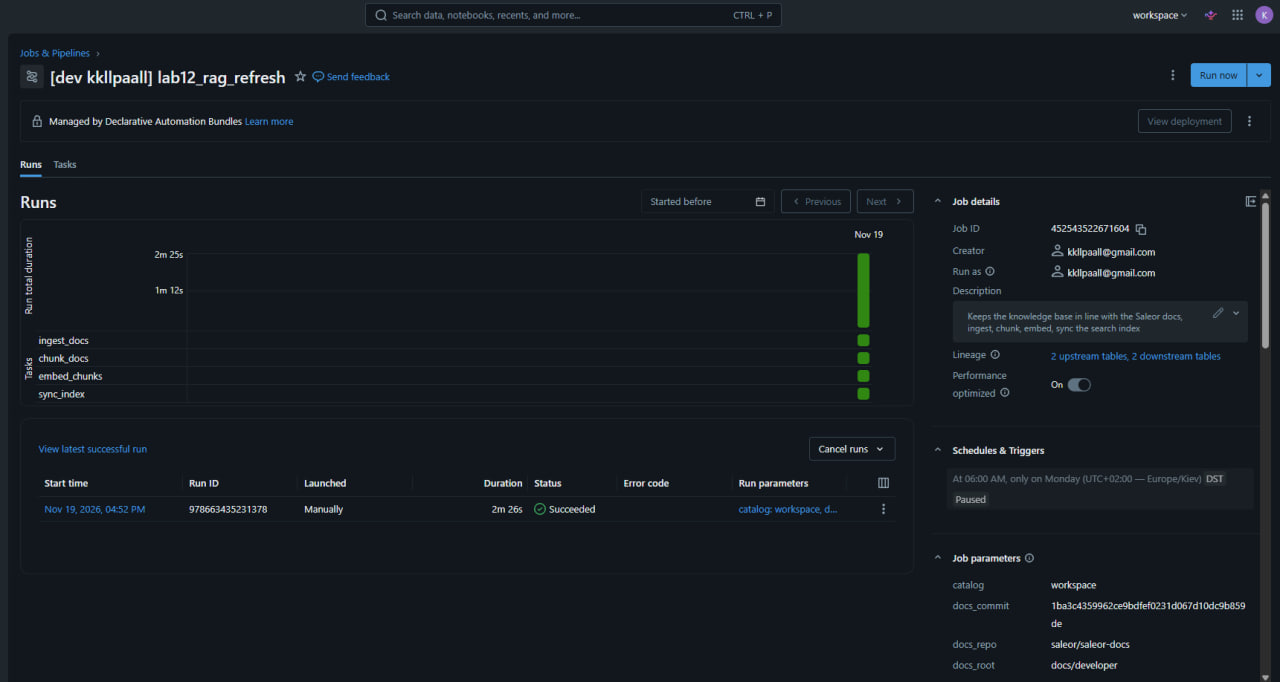 Search data, notebooks, recents, and more...
CTRL + P
workspace
K
Jobs & Pipelines ›
[dev kkllpaall] lab12_rag_refresh
Send feedback
Run now
Managed by Declarative Automation Bundles Learn more
View deployment
Runs
Tasks
Runs
Started before
Previous
Next
Nov 19
Run total duration
2m 25s
1m 12s
Tasks
ingest_docs
chunk_docs
embed_chunks
sync_index
View latest successful run
Cancel runs
Start time Run ID Launched Duration Status Error code Run parameters
Nov 19, 2026, 04:52 PM 978663435231378 Manually 2m 26s Succeeded catalog: workspace, d...
Job details
Job ID 452543522671604
Creator kkllpaall@gmail.com
Run as kkllpaall@gmail.com
Description
Keeps the knowledge base in line with the Saleor docs,
ingest, chunk, embed, sync the search index
Lineage 2 upstream tables, 2 downstream tables
Performance
optimized
On
Schedules & Triggers
At 06:00 AM, only on Monday (UTC+02:00 — Europe/Kiev) DST
Paused
Job parameters
catalog workspace
docs_commit 1ba3c4359962ce9bdfef0231d067d10dc9b859
de
docs_repo saleor/saleor-docs
docs_root docs/developer